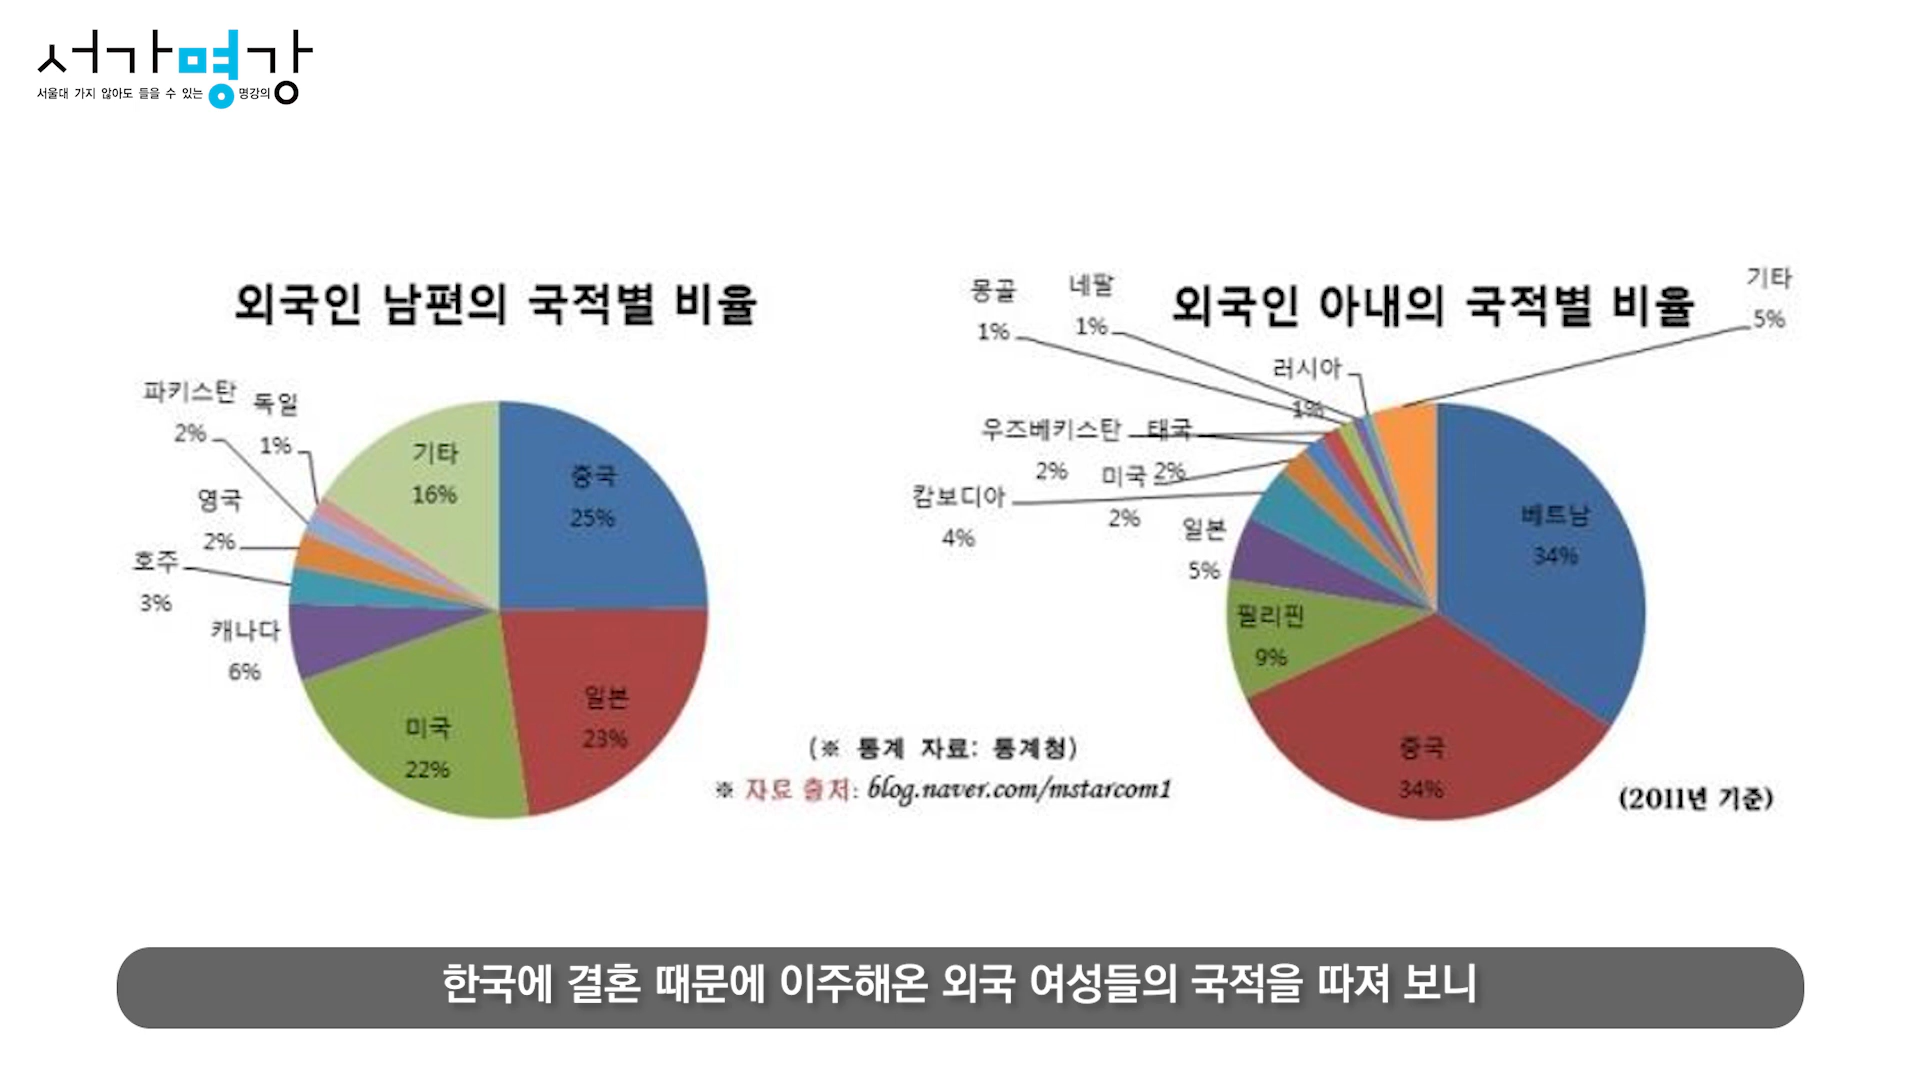 서가명강
서울대 가지 않아도 들을 수 있는 명강의
외국인 남편의 국적별 비율
파키스탄
2%
독일
1%
영국
2%
호주
3%
캐나다
6%
기타
16%
중국
25%
일본
23%
미국
22%
외국인 아내의 국적별 비율
몽골
1%
네팔
1%
러시아
1%
기타
5%
우즈베키스탄
2%
태국
2%
미국
2%
캄보디아
4%
일본
5%
필리핀
9%
베트남
34%
중국
34%
(※ 통계 자료: 통계청)
※ 자료 출처: blog.naver.com/mstarcom1
(2011년 기준)
한국에 결혼 때문에 이주해온 외국 여성들의 국적을 따져 보니